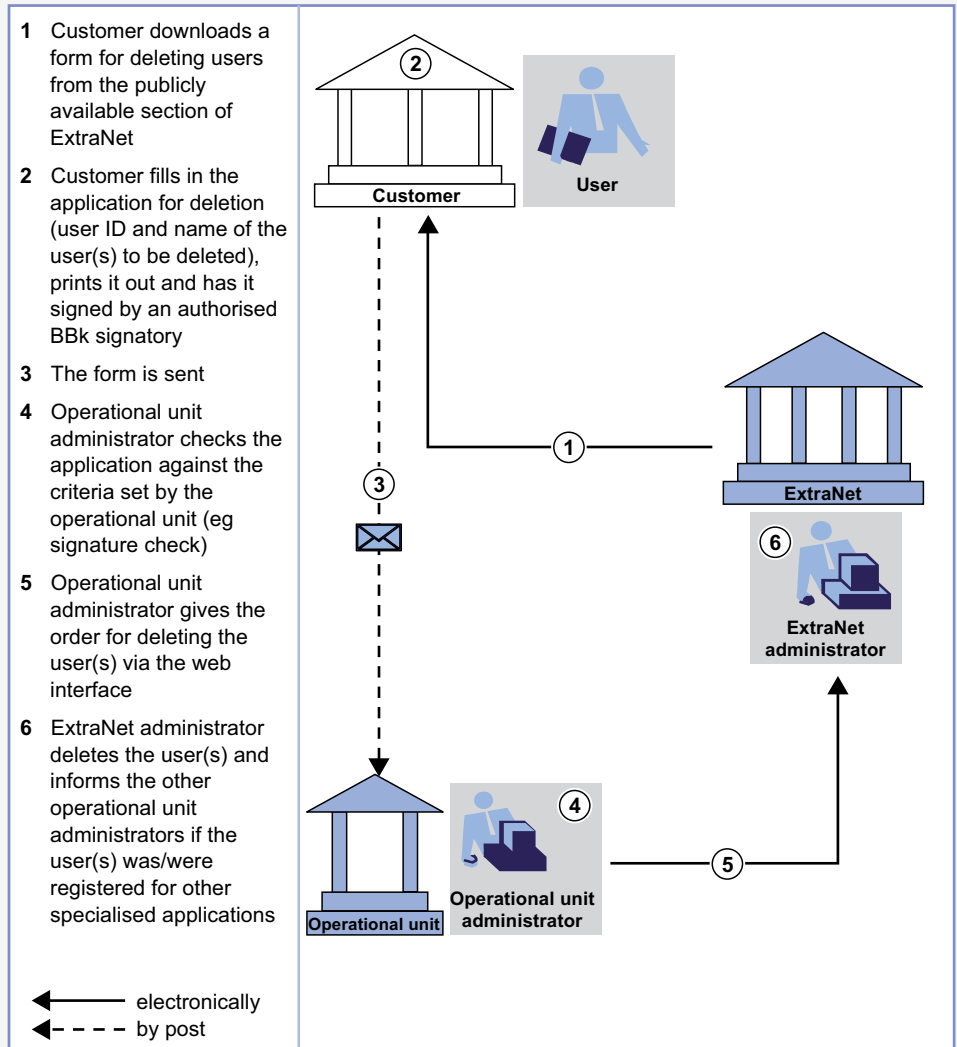 1 Customer downloads a
form for deleting users
from the publicly
available section of
ExtraNet
2 Customer fills in the
application for deletion
(user ID and name of the
user(s) to be deleted),
prints it out and has it
signed by an authorised
BBk signatory
3 The form is sent
4 Operational unit
administrator checks the
application against the
criteria set by the
operational unit (eg
signature check)
5 Operational unit
administrator gives the
order for deleting the
user(s) via the web
interface
6 ExtraNet administrator
deletes the user(s) and
informs the other
operational unit
administrators if the
user(s) was/were
registered for other
specialised applications
electronically
by post
2
Customer
User
1
3
ExtraNet
6
ExtraNet
administrator
4
Operational unit
administrator
5
Operational unit